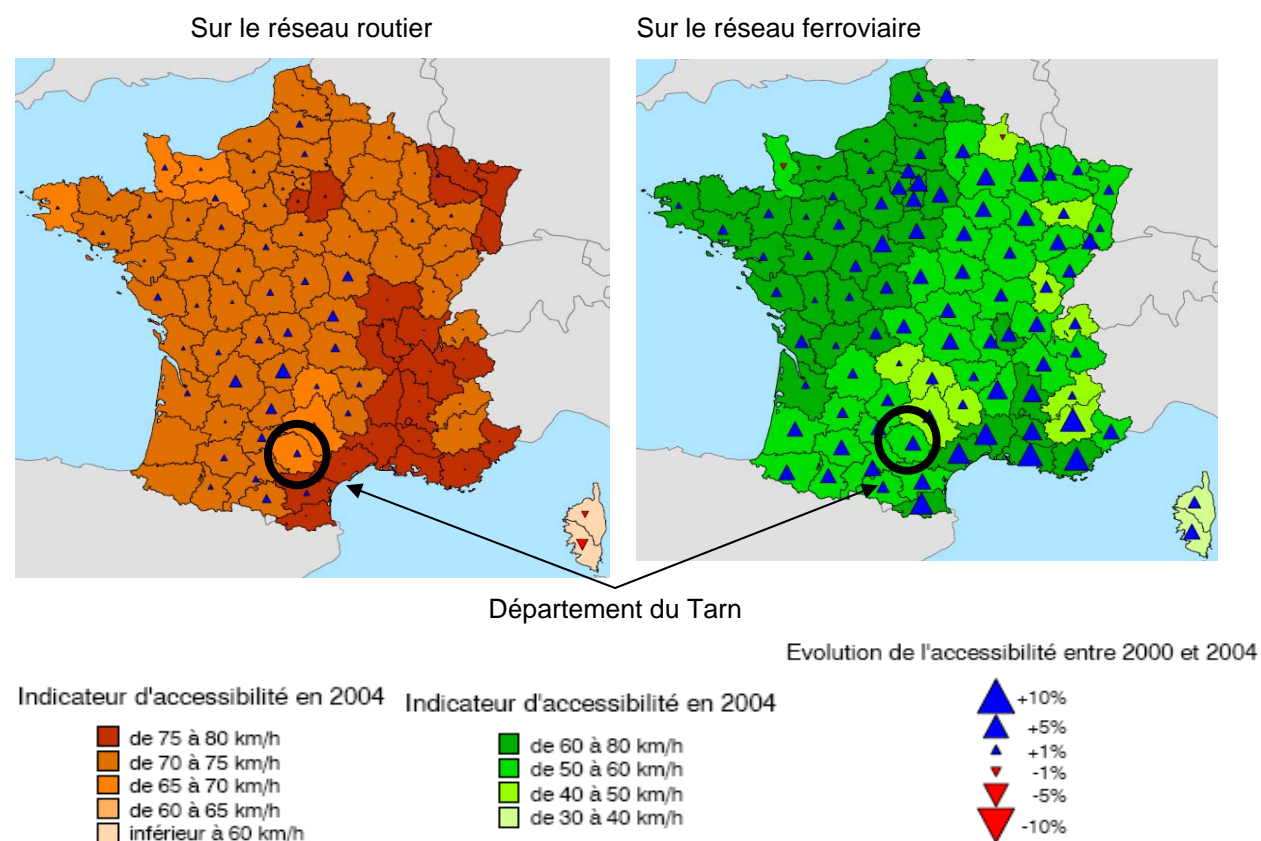 Sur le réseau routier
Sur le réseau ferroviaire
Département du Tarn
Evolution de l'accessibilité entre 2000 et 2004
+10%
+5%
+1%
-1%
-5%
-10%
Indicateur d'accessibilité en 2004
de 75 à 80 km/h
de 70 à 75 km/h
de 65 à 70 km/h
de 60 à 65 km/h
inférieur à 60 km/h
Indicateur d'accessibilité en 2004
de 60 à 80 km/h
de 50 à 60 km/h
de 40 à 50 km/h
de 30 à 40 km/h